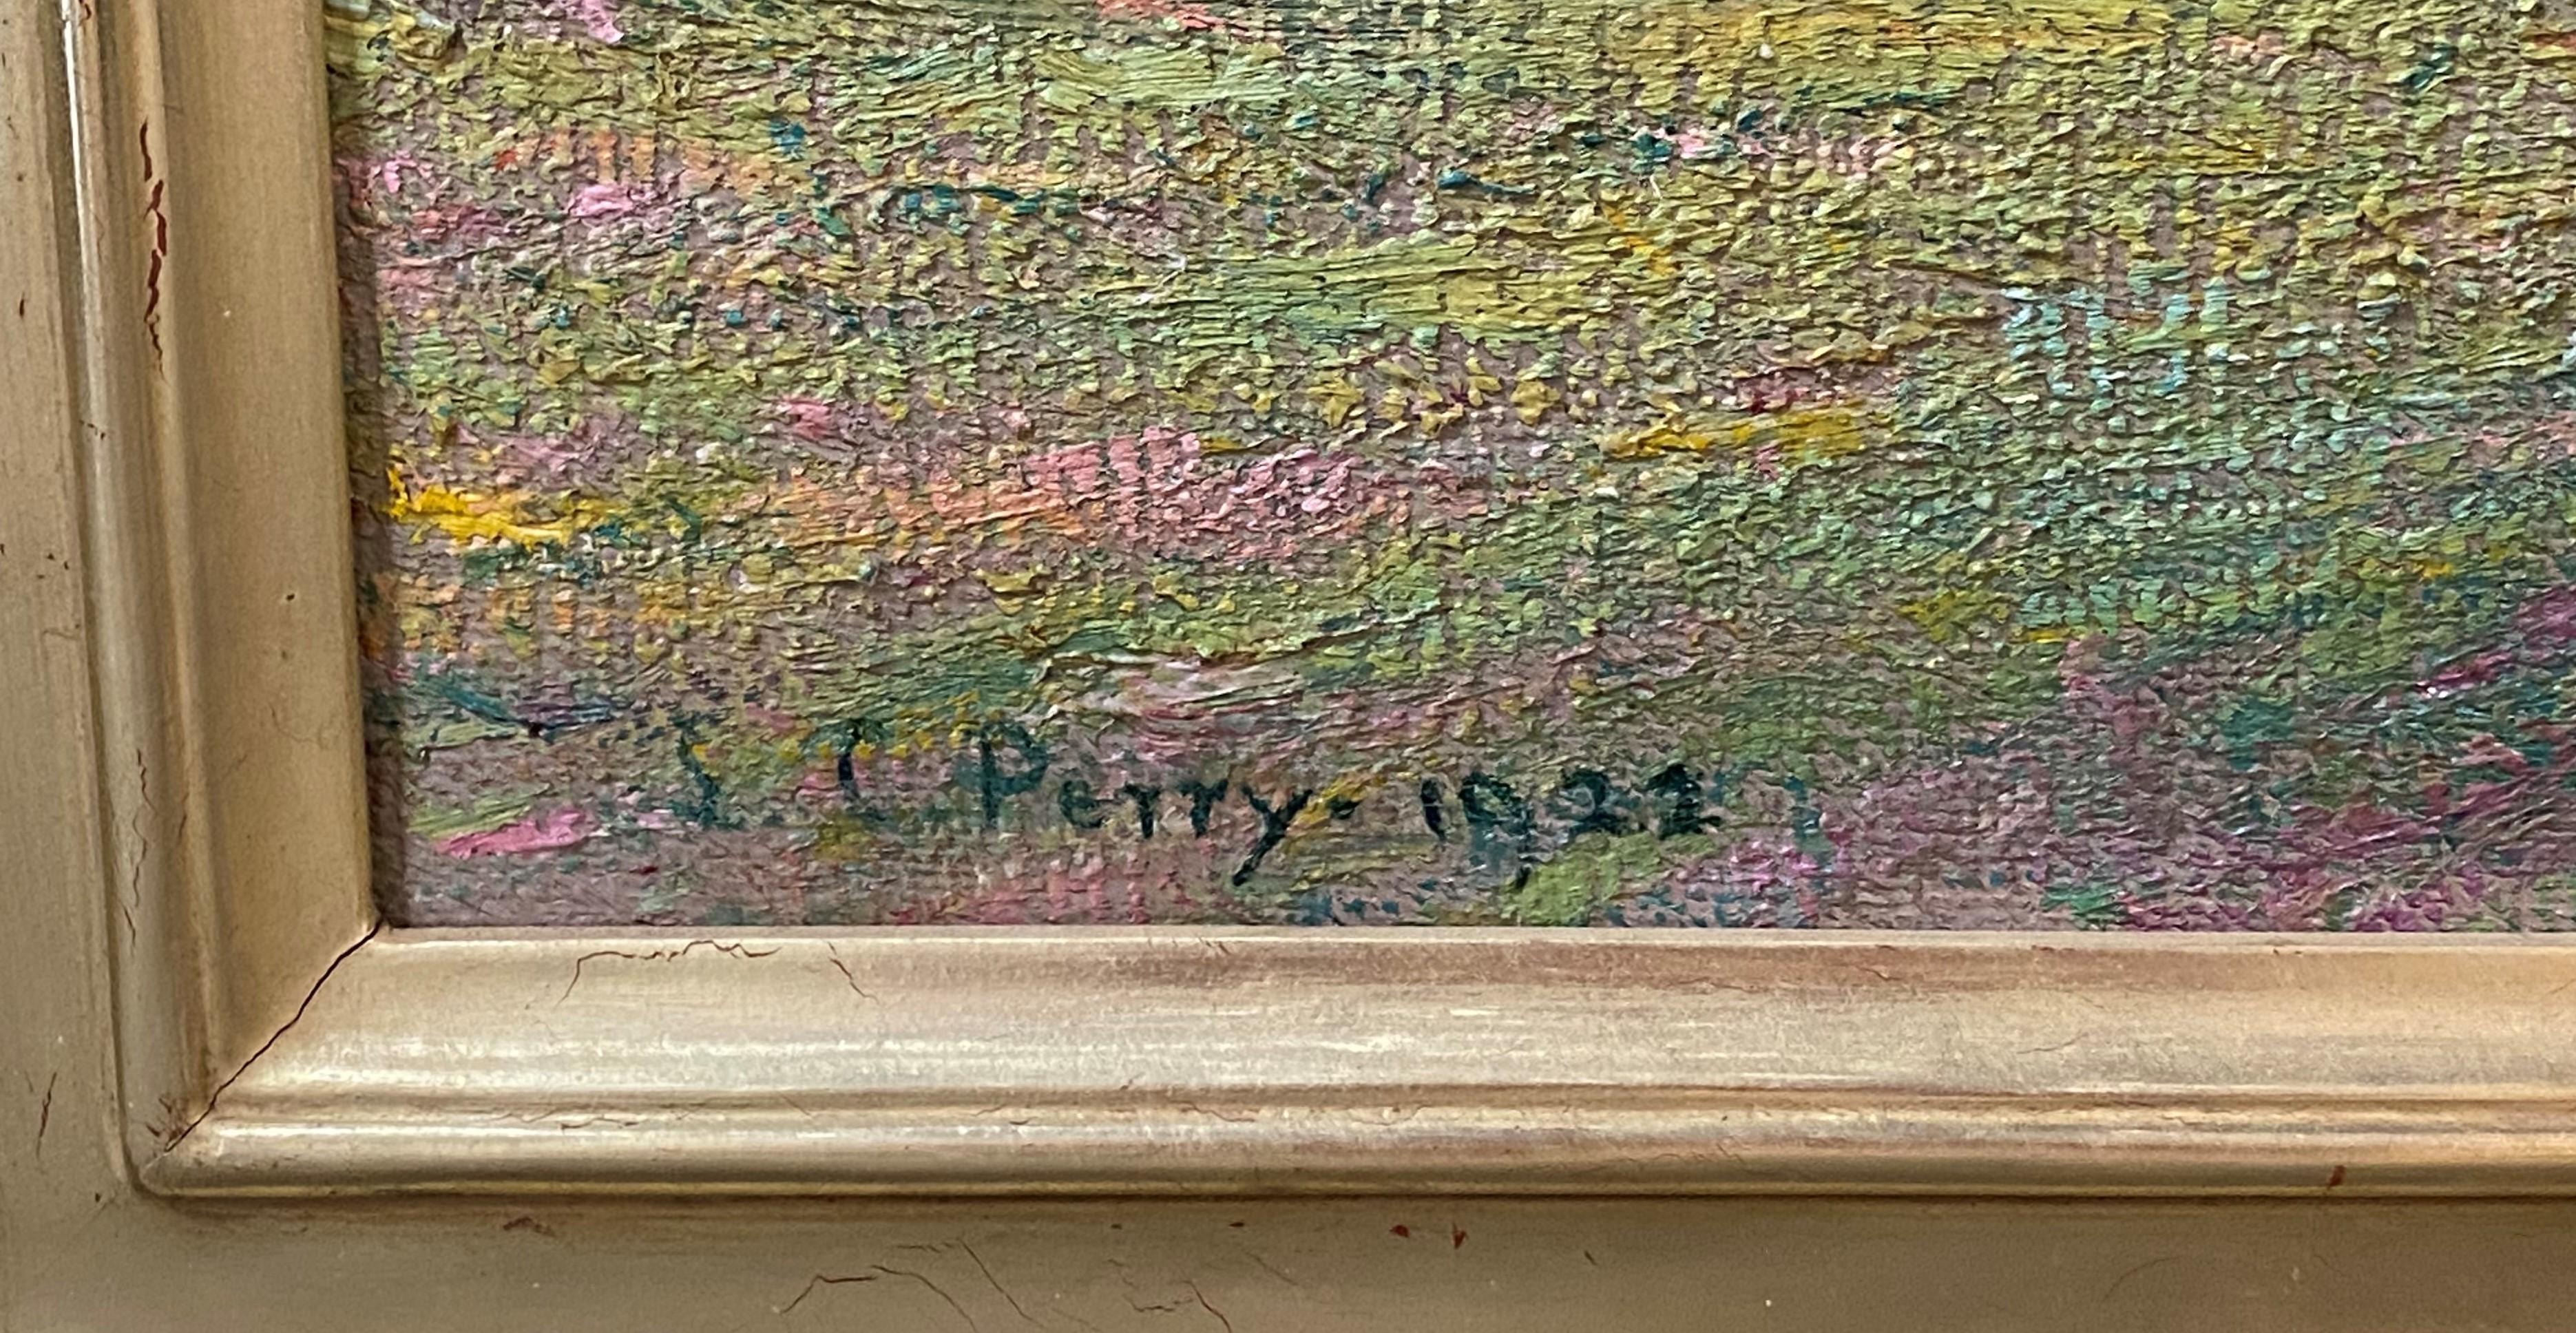 L. C. Perry - 1922